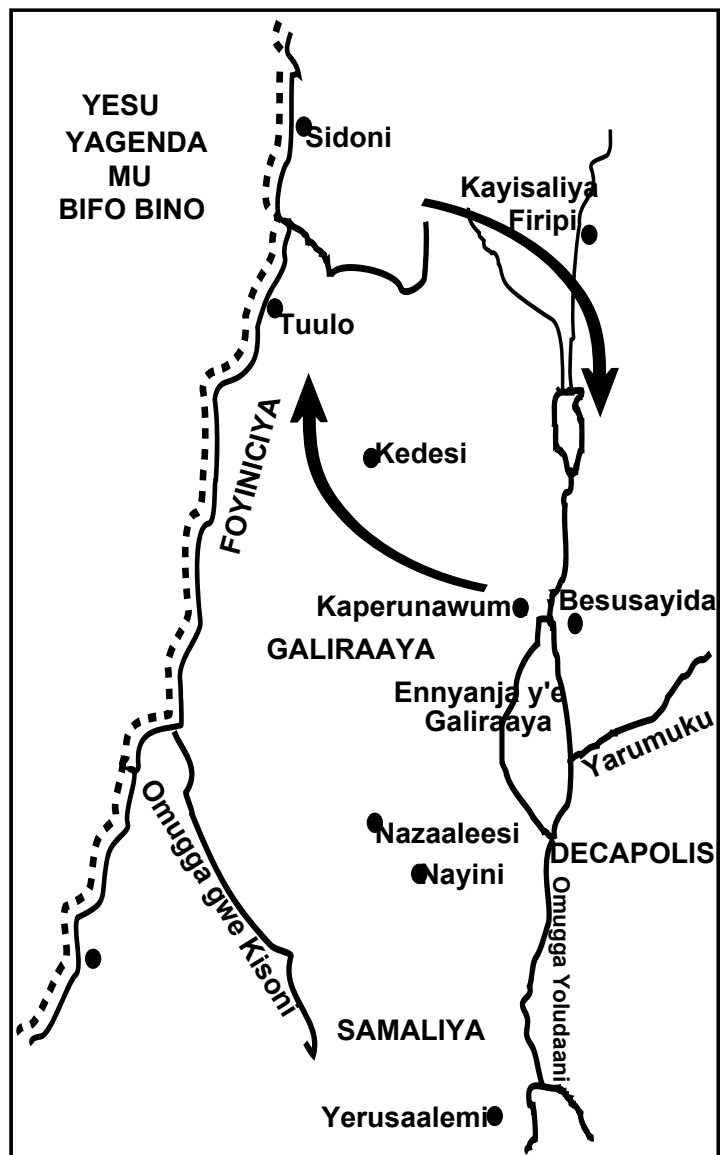 YESU
YAGENDA
MU
BIFO BINO
Sidoni
Kayisaliya
Firipi
Tuulo
Kedesi
FOYINICIYA
Kaperunawum
Besusayida
GALIRAAYA
Ennyanja y'e
Galiraaya
Yarumuku
Omugga gwe Kisoni
Nazaaleesi
DECAPOLIS
Nayini
Omugga Yoludaani
SAMALIYA
Yerusaalemi